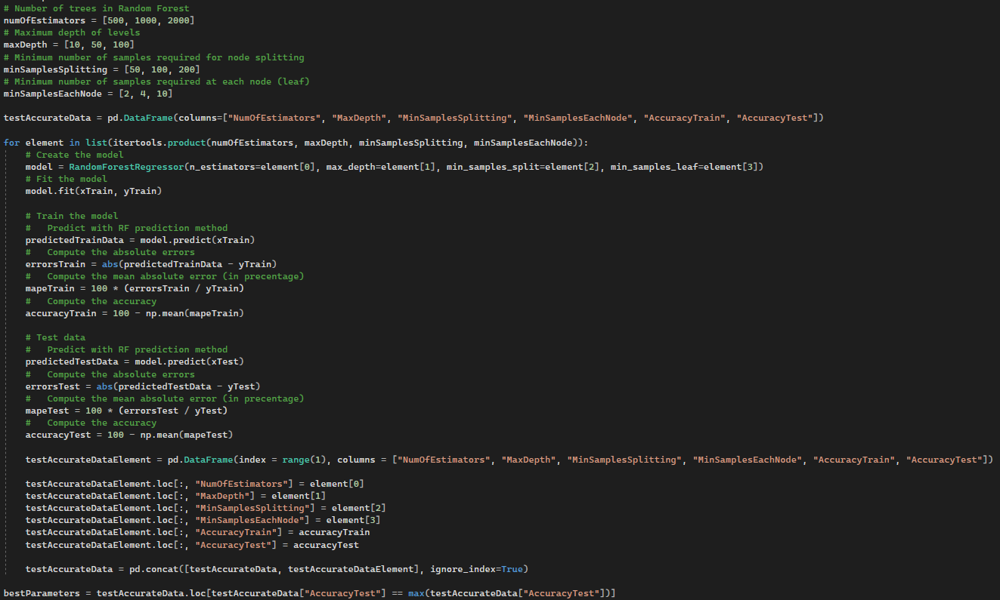 # Number of trees in Random Forest
numOfEstimators = [500, 1000, 2000]
# Maximum depth of levels
maxDepth = [10, 50, 100]
# Minimum number of samples required for node splitting
minSamplesSplitting = [50, 100, 200]
# Minimum number of samples required at each node (leaf)
minSamplesEachNode = [2, 4, 10]

testAccurateData = pd.DataFrame(columns=["NumOfEstimators", "MaxDepth", "MinSamplesSplitting", "MinSamplesEachNode", "AccuracyTrain", "AccuracyTest"])

for element in list(itertools.product(numOfEstimators, maxDepth, minSamplesSplitting, minSamplesEachNode)):
    # Create the model
    model = RandomForestRegressor(n_estimators=element[0], max_depth=element[1], min_samples_split=element[2], min_samples_leaf=element[3])
    # Fit the model
    model.fit(xTrain, yTrain)

    # Train the model
    #   Predict with RF prediction method
    predictedTrainData = model.predict(xTrain)
    #   Compute the absolute errors
    errorsTrain = abs(predictedTrainData - yTrain)
    #   Compute the mean absolute error (in precentage)
    mapeTrain = 100 * (errorsTrain / yTrain)
    #   Compute the accuracy
    accuracyTrain = 100 - np.mean(mapeTrain)

    # Test data
    #   Predict with RF prediction method
    predictedTestData = model.predict(xTest)
    #   Compute the absolute errors
    errorsTest = abs(predictedTestData - yTest)
    #   Compute the mean absolute error (in precentage)
    mapeTest = 100 * (errorsTest / yTest)
    #   Compute the accuracy
    accuracyTest = 100 - np.mean(mapeTest)

    testAccurateDataElement = pd.DataFrame(index = range(1), columns = ["NumOfEstimators", "MaxDepth", "MinSamplesSplitting", "MinSamplesEachNode", "AccuracyTrain", "AccuracyTest"])

    testAccurateDataElement.loc[:, "NumOfEstimators"] = element[0]
    testAccurateDataElement.loc[:, "MaxDepth"] = element[1]
    testAccurateDataElement.loc[:, "MinSamplesSplitting"] = element[2]
    testAccurateDataElement.loc[:, "MinSamplesEachNode"] = element[3]
    testAccurateDataElement.loc[:, "AccuracyTrain"] = accuracyTrain
    testAccurateDataElement.loc[:, "AccuracyTest"] = accuracyTest

    testAccurateData = pd.concat([testAccurateData, testAccurateDataElement], ignore_index=True)

bestParameters = testAccurateData.loc[testAccurateData["AccuracyTest"] == max(testAccurateData["AccuracyTest"])]